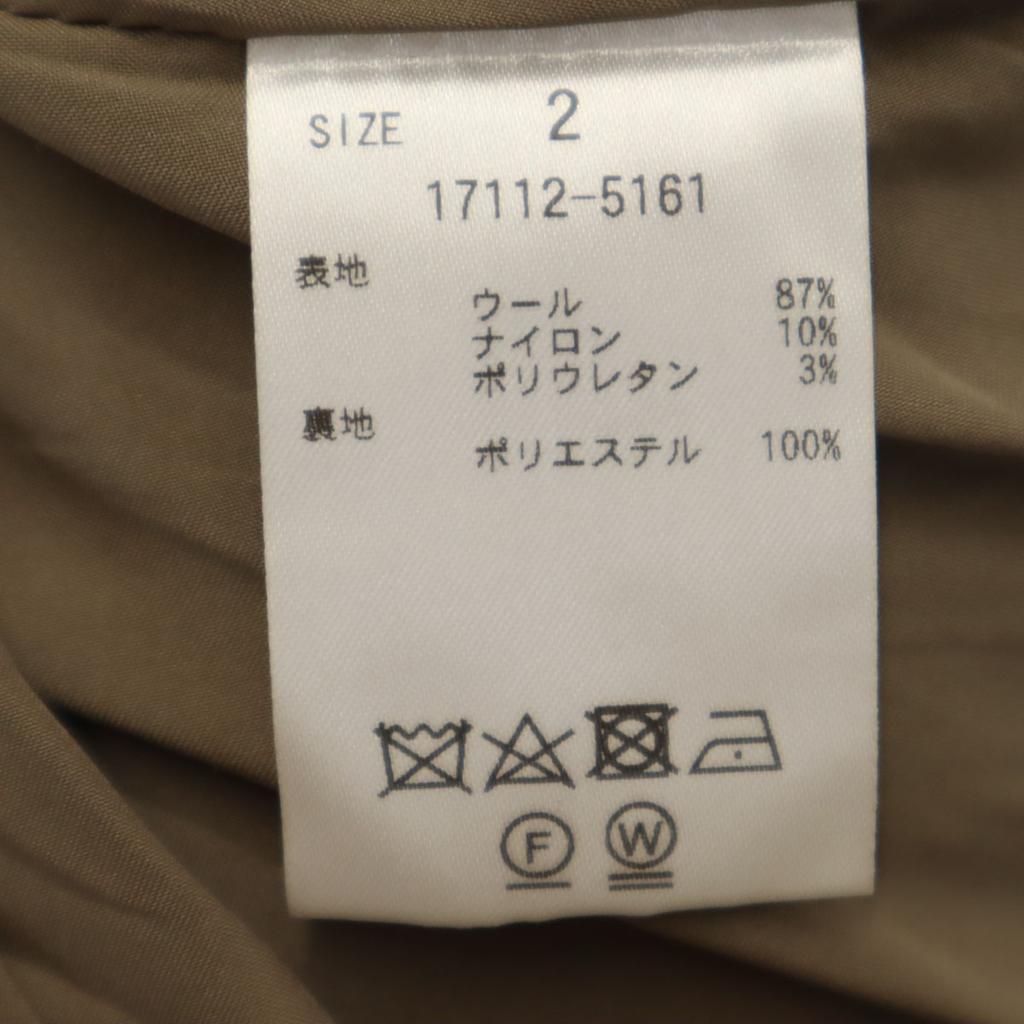 SIZE 2
17112-5161
表地
ウール 87%
ナイロン 10%
ポリウレタン 3%
裏地
ポリエステル 100%
F W